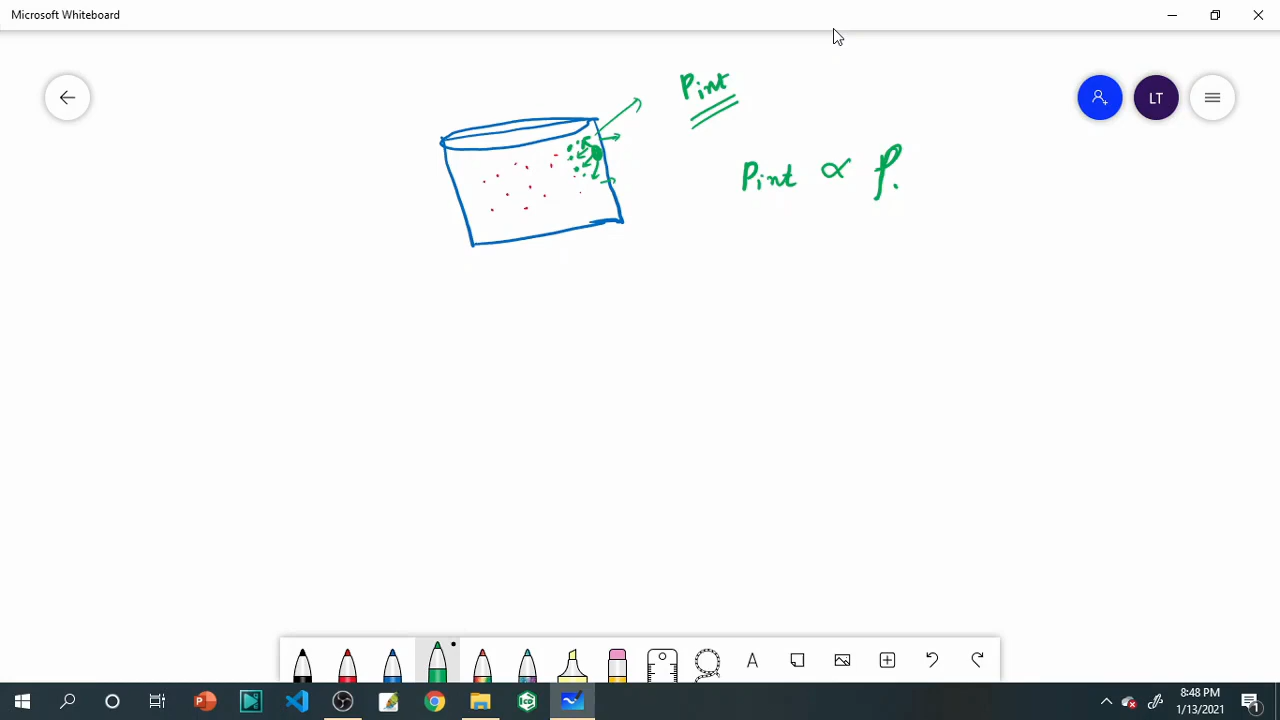 Microsoft Whiteboard
Pint
LT
Pint ∝ ρ.
A
8:48 PM
1/13/2021